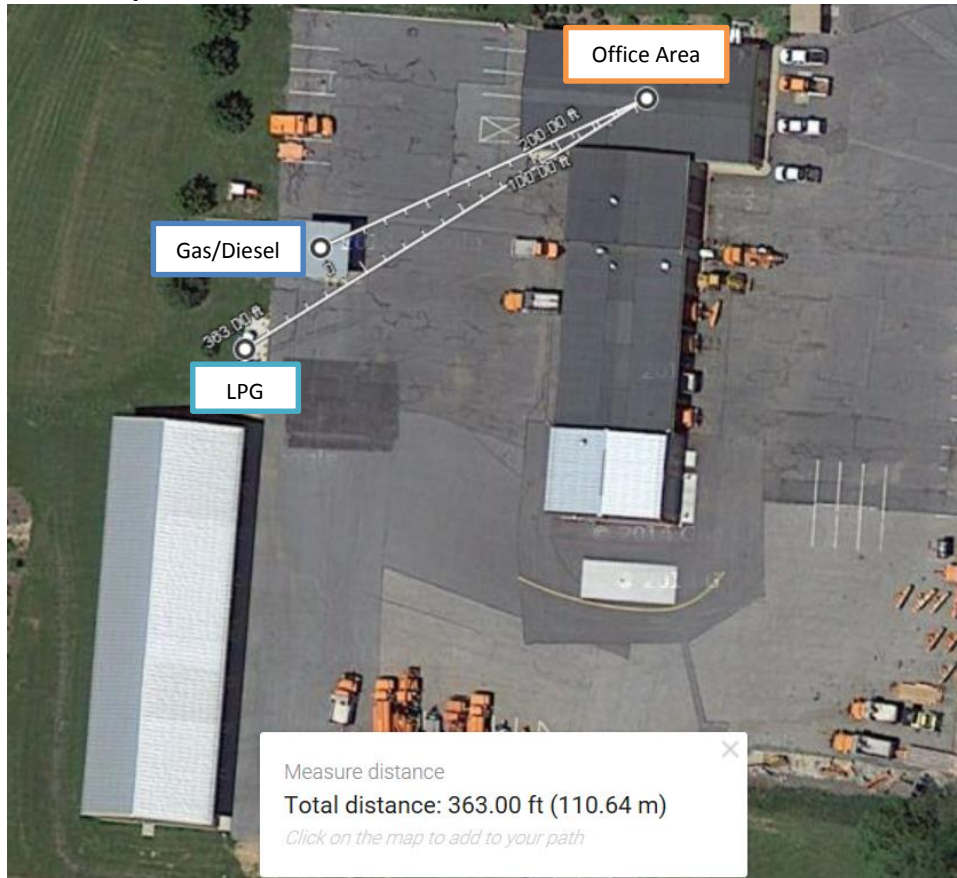 Office Area
200.00 ft
100.00 ft
Gas/Diesel
0
363.00 ft
LPG
Measure distance
Total distance: 363.00 ft (110.64 m)
Click on the map to add to your path